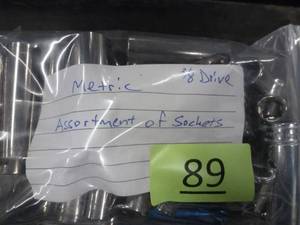 Metric 3/8 Drive
Assortment of Sockets
89